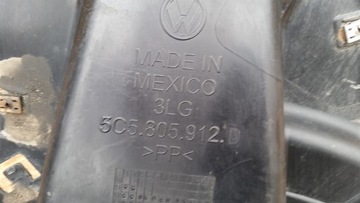 MADE IN
MEXICO
3LG
5C5.805.912.D
>PP<